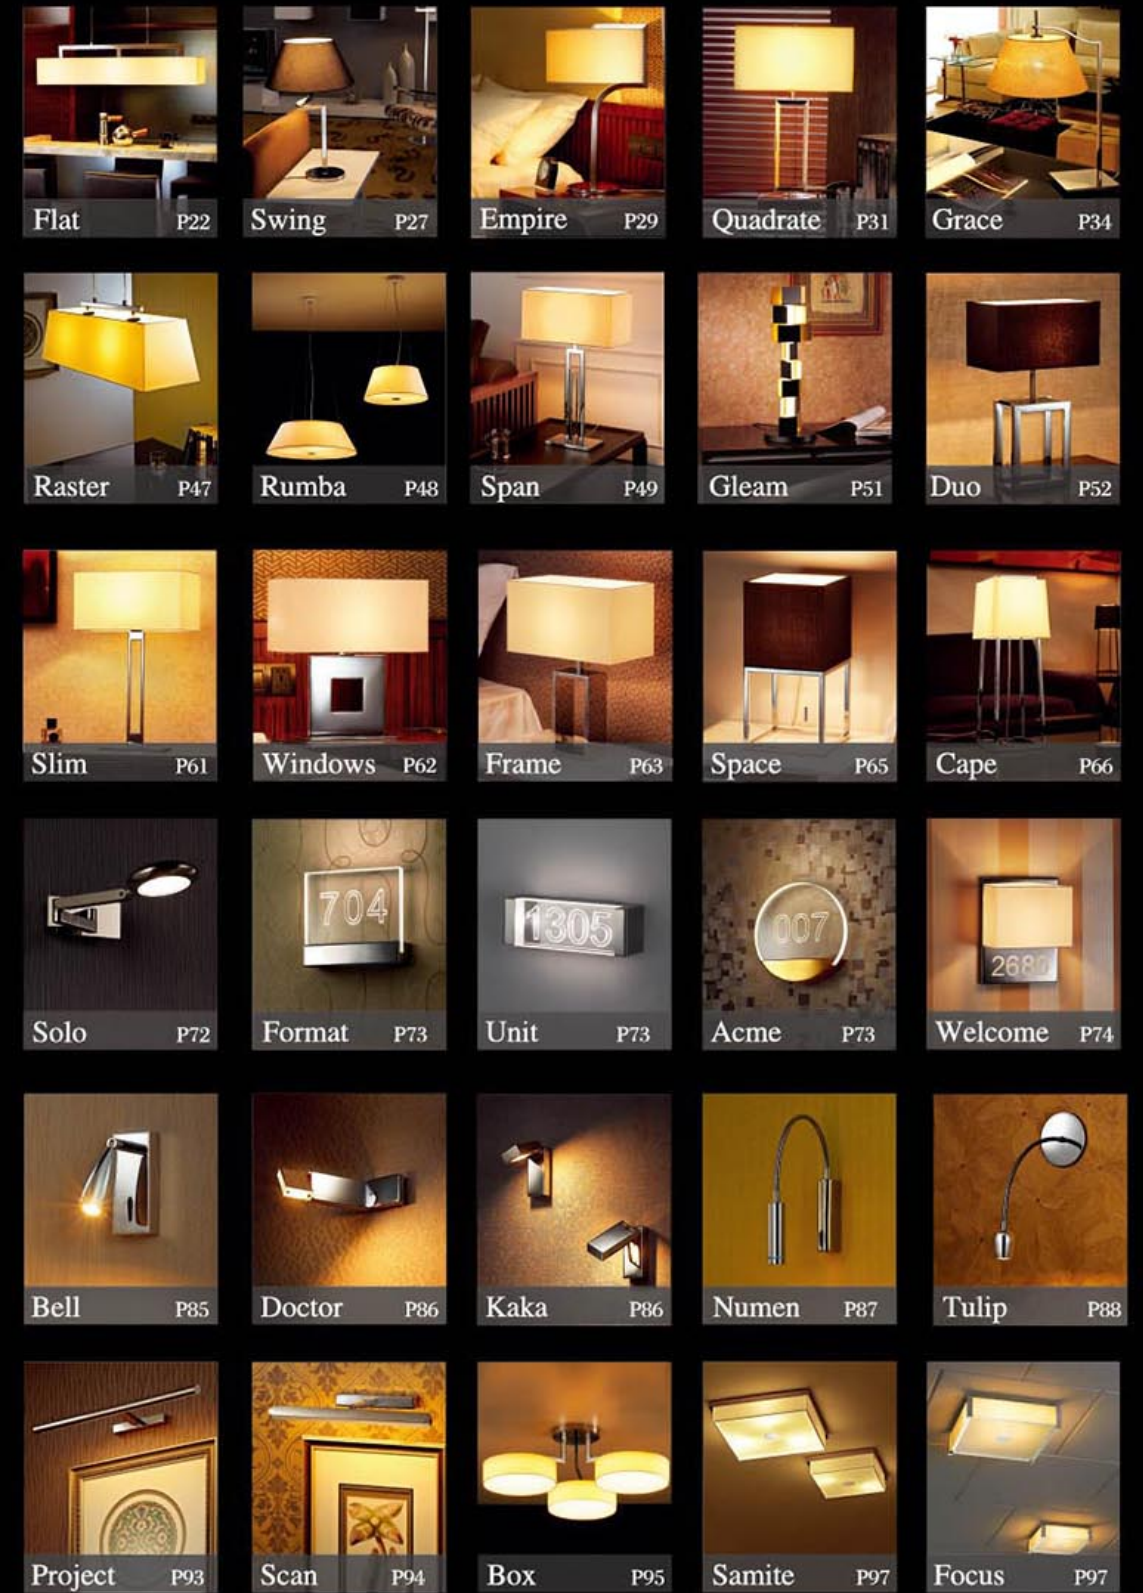 Flat P22
Swing P27
Empire P29
Quadrate P31
Grace P34
Raster P47
Rumba P48
Span P49
Gleam P51
Duo P52
Slim P61
Windows P62
Frame P63
Space P65
Cape P66
704
1305
007
Solo P72
Format P73
Unit P73
Acme P73
Welcome P74
Bell P85
Doctor P86
Kaka P86
Numen P87
Tulip P88
Project P93
Scan P94
Box P95
Samite P97
Focus P97